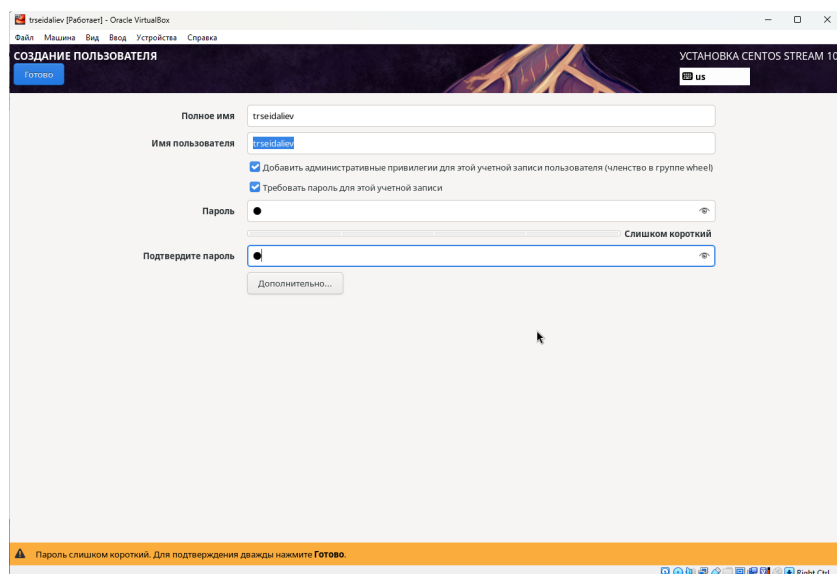 trseidaliev [Работает] - Oracle VirtualBox
Файл Машина Вид Ввод Устройства Справка
СОЗДАНИЕ ПОЛЬЗОВАТЕЛЯ
УСТАНОВКА CENTOS STREAM 10
Готово
us
Полное имя
trseidaliev
Имя пользователя
trseidaliev
Добавить административные привилегии для этой учетной записи пользователя (членство в группе wheel)
Требовать пароль для этой учетной записи
Пароль
Слишком короткий
Подтвердите пароль
Дополнительно...
Пароль слишком короткий. Для подтверждения дважды нажмите Готово.
Right Ctrl